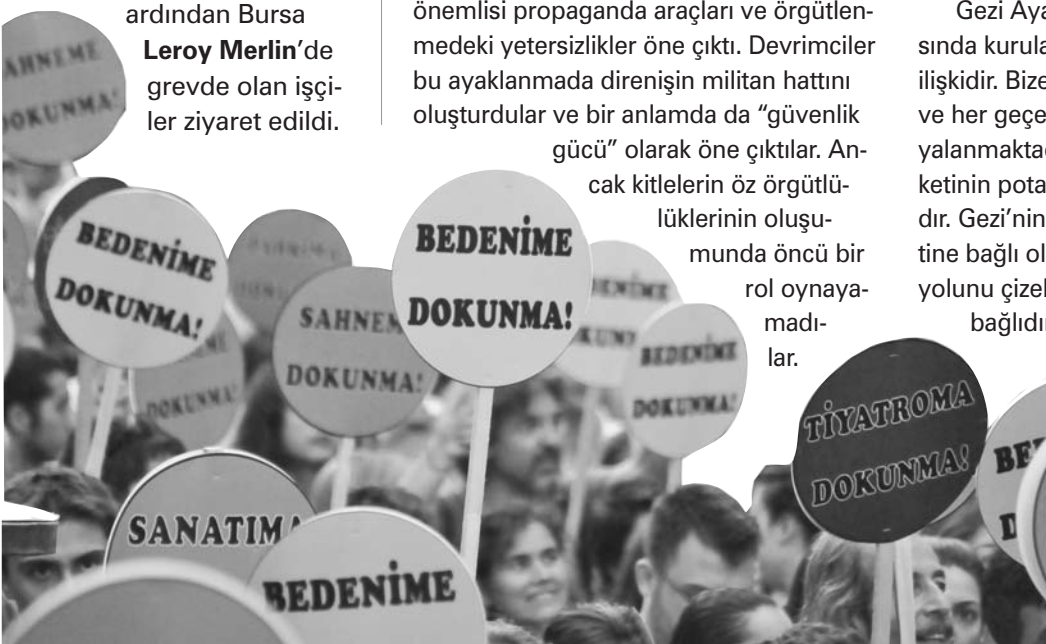 ardından Bursa
Leroy Merlin’de
grevde olan işçi-
ler ziyaret edildi.
önemlisi propaganda araçları ve örgütlen-
medeki yetersizlikler öne çıktı. Devrimciler
bu ayaklanmada direnişin militan hattını
oluşturdular ve bir anlamda da “güvenlik
gücü” olarak öne çıktılar. An-
cak kitlelerin öz örgütlü-
lüklerinin oluşu-
munda öncü bir
rol oynaya-
madı-
lar.
Gezi Aya
sında kurula
ilişkidir. Bize
ve her geçe
yalanmakta
ketinin pota
dır. Gezi’nin
tine bağlı ol
yolunu çize
bağlıdı
DOKUNMA!
BEDENİME
DOKUNMA!
SAHNEM
DOKUNMA!
DOKUNMA!
BEDENİME
DOKUNMA!
BEDENİME
DOKUNMA!
TİYATROMA
DOKUNMA!
BE
D
SANATIMA
BEDENİME